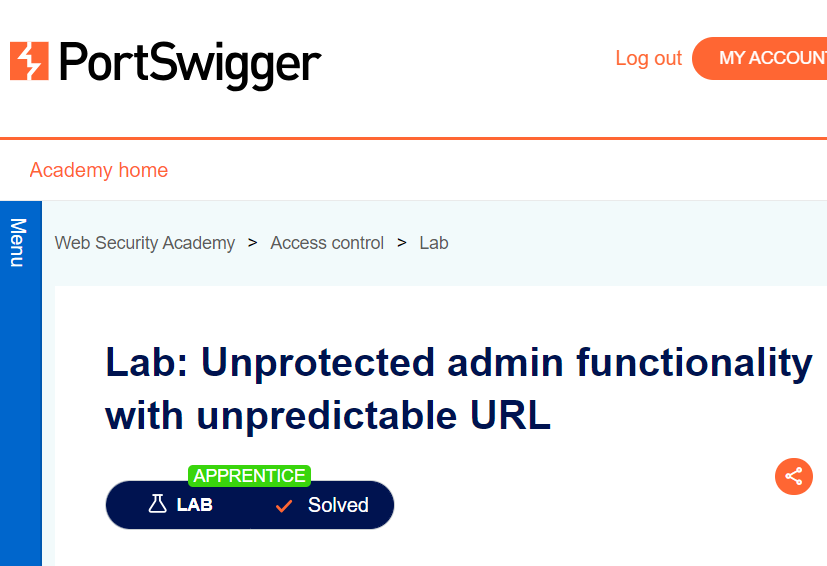 PortSwigger
Log out
MY ACCOUNT
Academy home
Menu
Web Security Academy > Access control > Lab
Lab: Unprotected admin functionality
with unpredictable URL
APPRENTICE
LAB
Solved